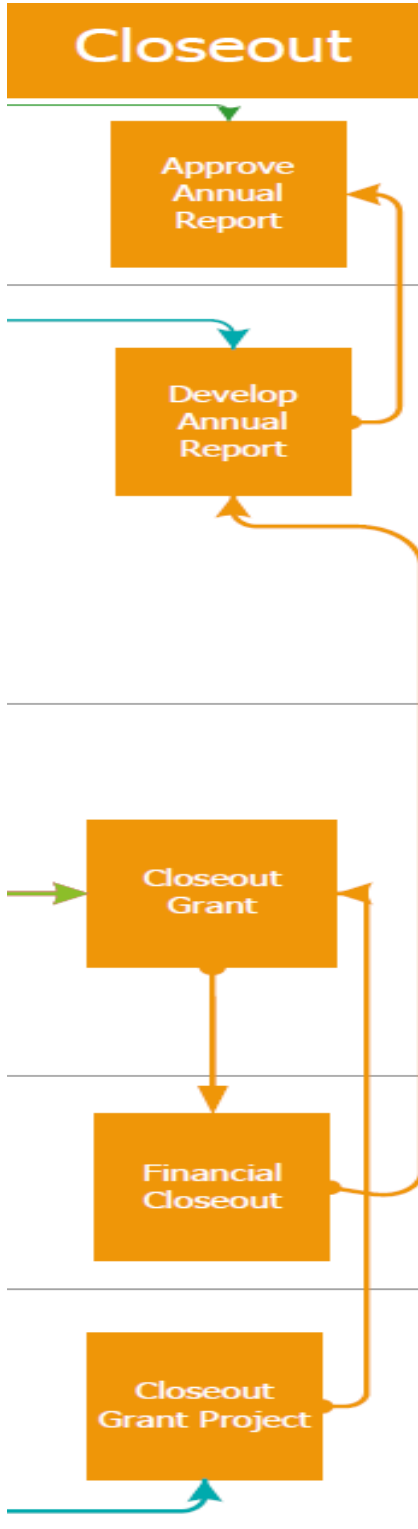 Closeout
Approve
Annual
Report
Develop
Annual
Report
Closeout
Grant
Financial
Closeout
Closeout
Grant Project